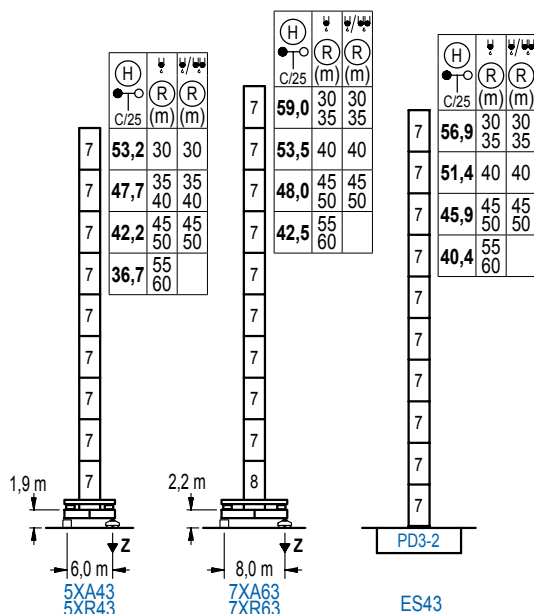 H
R
R
C/25
(m)
(m)
53,2 30 30
47,7 35 35
40 40
42,2 45 45
50 50
36,7 55
60
7
7
7
7
7
7
7
7
7
1,9 m
6,0 m
Z
5XA43
5XR43
H
R
R
C/25
(m)
(m)
59,0 30 30
35 35
53,5 40 40
48,0 45 45
50 50
42,5 55
60
7
7
7
7
7
7
7
7
7
8
2,2 m
8,0 m
Z
7XA63
7XR63
H
R
R
C/25
(m)
(m)
56,9 30 30
35 35
51,4 40 40
45,9 45 45
50 50
40,4 55
60
7
7
7
7
7
7
7
7
7
7
PD3-2
ES43